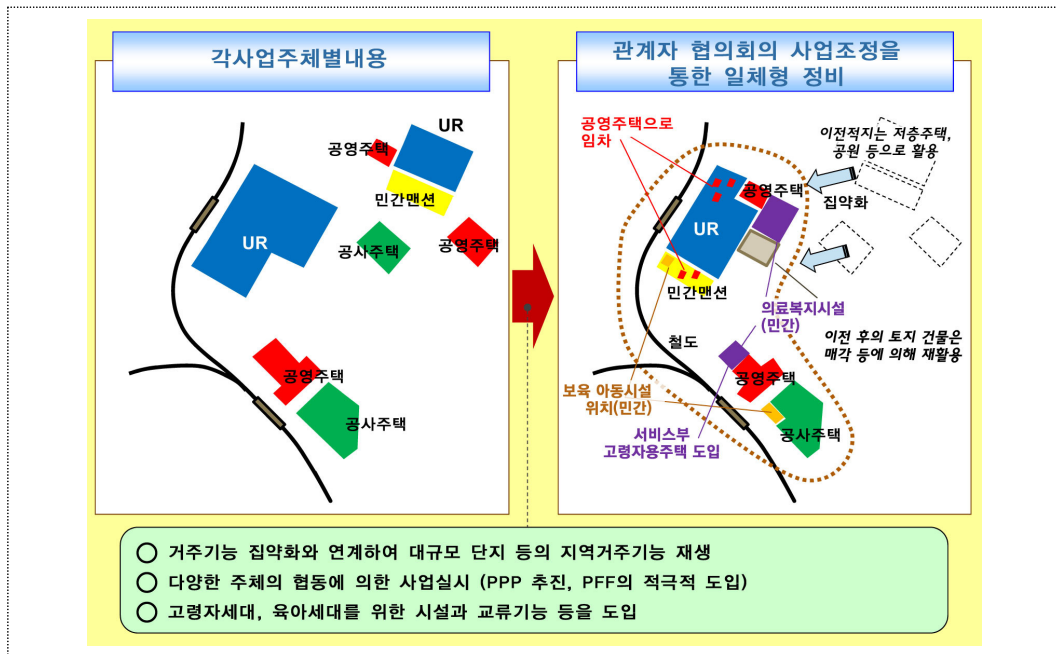 각사업주체별내용
UR
공영주택
민간맨션
UR
공사주택
공영주택
공영주택
공사주택
관계자 협의회의 사업조정을
통한 일체형 정비
공영주택으로
임차
이전적지는 저층주택,
공원 등으로 활용
공영주택
집약화
UR
민간맨션
의료복지시설
(민간)
철도
이전 후의 토지 건물은
매각 등에 의해 재활용
공영주택
보육 아동시설
위치(민간)
서비스부
고령자용주택 도입
공사주택
○ 거주기능 집약화와 연계하여 대규모 단지 등의 지역거주기능 재생
○ 다양한 주체의 협동에 의한 사업실시 (PPP 추진, PFF의 적극적 도입)
○ 고령자세대, 육아세대를 위한 시설과 교류기능 등을 도입